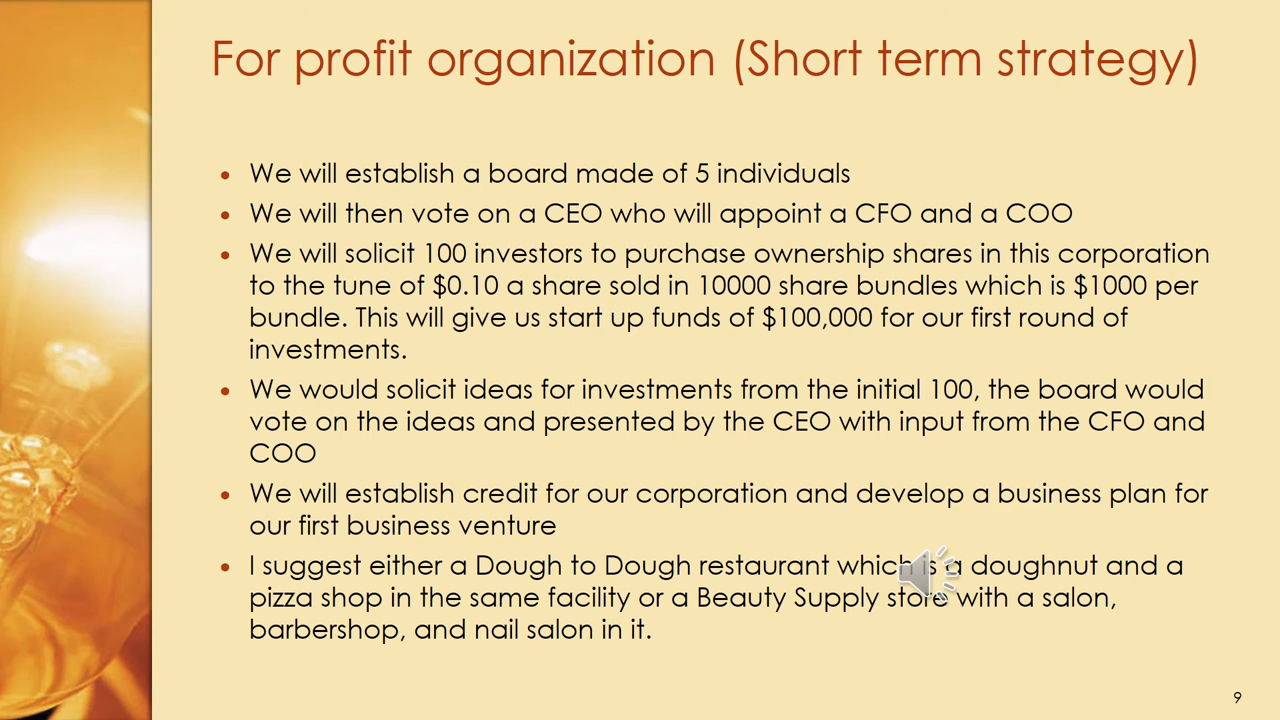 For profit organization (Short term strategy)
• We will establish a board made of 5 individuals
• We will then vote on a CEO who will appoint a CFO and a COO
• We will solicit 100 investors to purchase ownership shares in this corporation
to the tune of $0.10 a share sold in 10000 share bundles which is $1000 per
bundle. This will give us start up funds of $100,000 for our first round of
investments.
• We would solicit ideas for investments from the initial 100, the board would
vote on the ideas and presented by the CEO with input from the CFO and
COO
• We will establish credit for our corporation and develop a business plan for
our first business venture
• I suggest either a Dough to Dough restaurant which is a doughnut and a
pizza shop in the same facility or a Beauty Supply store with a salon,
barbershop, and nail salon in it.
9